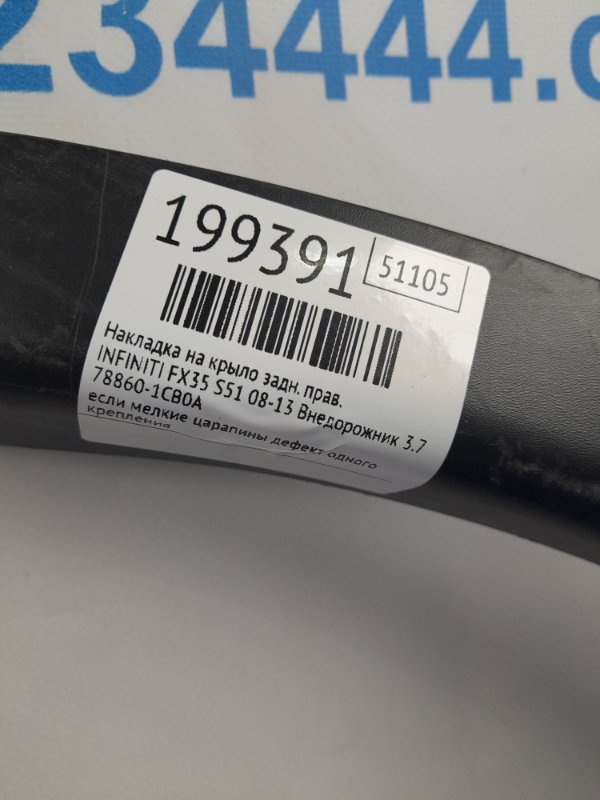 234444.c
199391
51105
Накладка на крыло задн. прав.
INFINITI FX35 S51 08-13 Внедорожник 3.7
78860-1CB0A
если мелкие царапины дефект одного
крепления